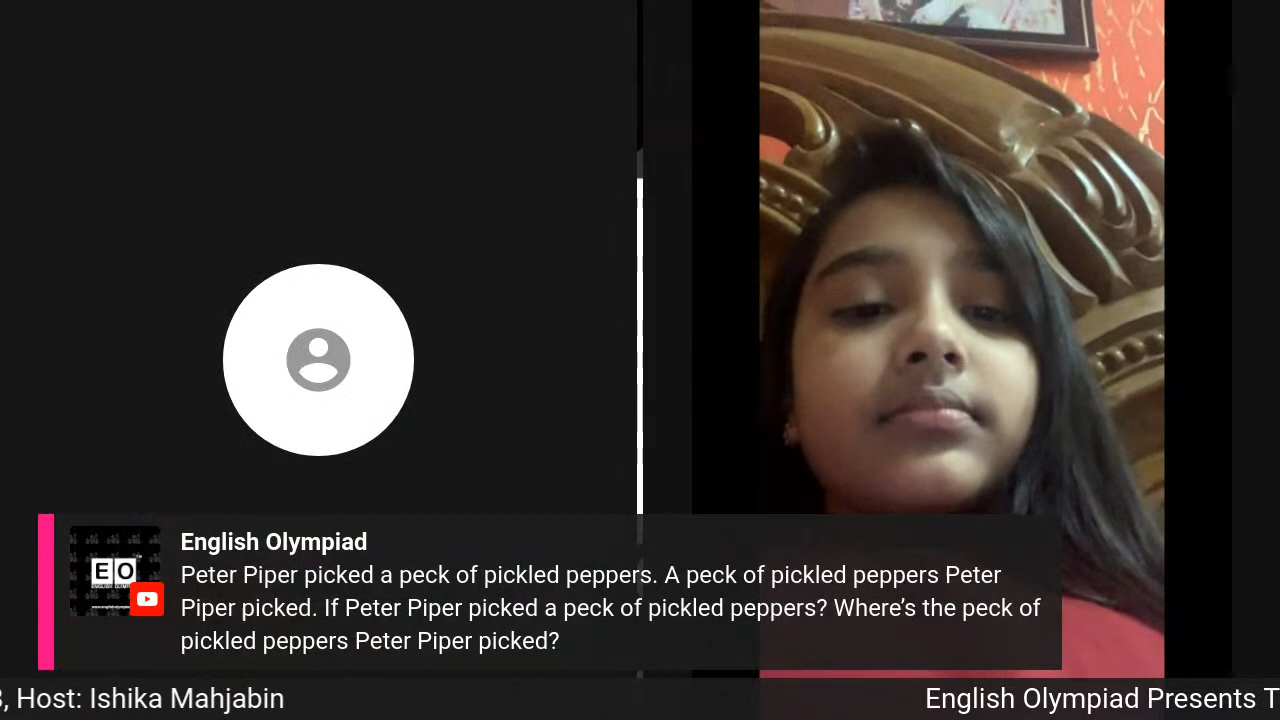 EO
English Olympiad
Peter Piper picked a peck of pickled peppers. A peck of pickled peppers Peter
Piper picked. If Peter Piper picked a peck of pickled peppers? Where’s the peck of
pickled peppers Peter Piper picked?
, Host: Ishika Mahjabin
English Olympiad Presents T